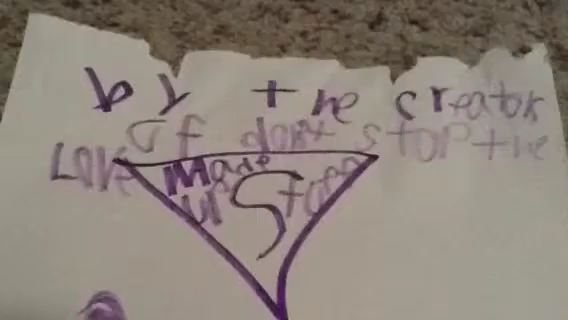 by the creator
of dont stop the
Love
Made
S